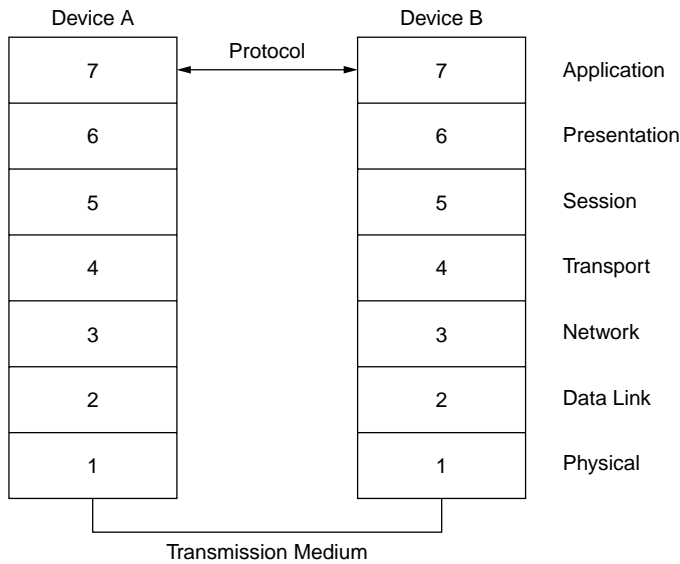 Device A Device B
Protocol
7 7 Application
6 6 Presentation
5 5 Session
4 4 Transport
3 3 Network
2 2 Data Link
1 1 Physical
Transmission Medium